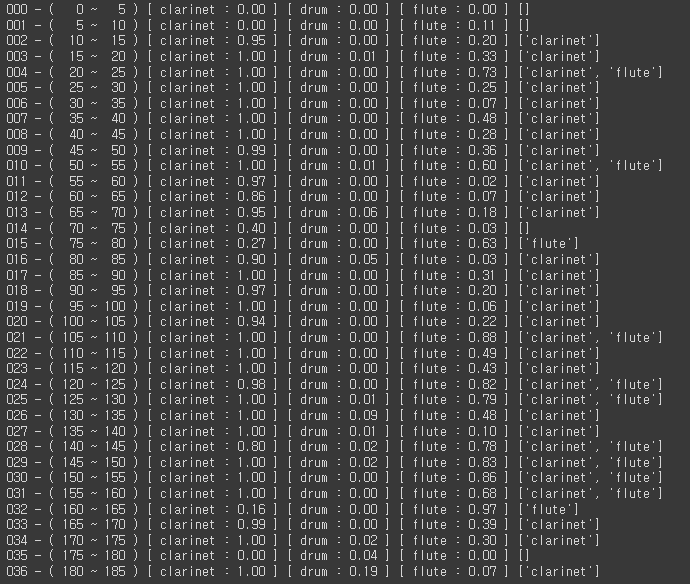 000 - (   0 ~   5 ) [ clarinet : 0.00 ] [ drum : 0.00 ] [ flute : 0.00 ] []
001 - (   5 ~  10 ) [ clarinet : 0.00 ] [ drum : 0.00 ] [ flute : 0.11 ] []
002 - (  10 ~  15 ) [ clarinet : 0.95 ] [ drum : 0.00 ] [ flute : 0.20 ] ['clarinet']
003 - (  15 ~  20 ) [ clarinet : 1.00 ] [ drum : 0.01 ] [ flute : 0.33 ] ['clarinet']
004 - (  20 ~  25 ) [ clarinet : 1.00 ] [ drum : 0.00 ] [ flute : 0.73 ] ['clarinet', 'flute']
005 - (  25 ~  30 ) [ clarinet : 1.00 ] [ drum : 0.00 ] [ flute : 0.25 ] ['clarinet']
006 - (  30 ~  35 ) [ clarinet : 1.00 ] [ drum : 0.00 ] [ flute : 0.07 ] ['clarinet']
007 - (  35 ~  40 ) [ clarinet : 1.00 ] [ drum : 0.00 ] [ flute : 0.48 ] ['clarinet']
008 - (  40 ~  45 ) [ clarinet : 1.00 ] [ drum : 0.00 ] [ flute : 0.28 ] ['clarinet']
009 - (  45 ~  50 ) [ clarinet : 0.99 ] [ drum : 0.00 ] [ flute : 0.36 ] ['clarinet']
010 - (  50 ~  55 ) [ clarinet : 1.00 ] [ drum : 0.01 ] [ flute : 0.60 ] ['clarinet', 'flute']
011 - (  55 ~  60 ) [ clarinet : 0.97 ] [ drum : 0.00 ] [ flute : 0.02 ] ['clarinet']
012 - (  60 ~  65 ) [ clarinet : 0.86 ] [ drum : 0.00 ] [ flute : 0.07 ] ['clarinet']
013 - (  65 ~  70 ) [ clarinet : 0.95 ] [ drum : 0.06 ] [ flute : 0.18 ] ['clarinet']
014 - (  70 ~  75 ) [ clarinet : 0.40 ] [ drum : 0.00 ] [ flute : 0.03 ] []
015 - (  75 ~  80 ) [ clarinet : 0.27 ] [ drum : 0.00 ] [ flute : 0.63 ] ['flute']
016 - (  80 ~  85 ) [ clarinet : 0.90 ] [ drum : 0.05 ] [ flute : 0.03 ] ['clarinet']
017 - (  85 ~  90 ) [ clarinet : 1.00 ] [ drum : 0.00 ] [ flute : 0.31 ] ['clarinet']
018 - (  90 ~  95 ) [ clarinet : 0.97 ] [ drum : 0.00 ] [ flute : 0.20 ] ['clarinet']
019 - (  95 ~ 100 ) [ clarinet : 1.00 ] [ drum : 0.00 ] [ flute : 0.06 ] ['clarinet']
020 - ( 100 ~ 105 ) [ clarinet : 0.94 ] [ drum : 0.00 ] [ flute : 0.22 ] ['clarinet']
021 - ( 105 ~ 110 ) [ clarinet : 1.00 ] [ drum : 0.00 ] [ flute : 0.88 ] ['clarinet', 'flute']
022 - ( 110 ~ 115 ) [ clarinet : 1.00 ] [ drum : 0.00 ] [ flute : 0.49 ] ['clarinet']
023 - ( 115 ~ 120 ) [ clarinet : 1.00 ] [ drum : 0.00 ] [ flute : 0.43 ] ['clarinet']
024 - ( 120 ~ 125 ) [ clarinet : 0.98 ] [ drum : 0.00 ] [ flute : 0.82 ] ['clarinet', 'flute']
025 - ( 125 ~ 130 ) [ clarinet : 1.00 ] [ drum : 0.01 ] [ flute : 0.79 ] ['clarinet', 'flute']
026 - ( 130 ~ 135 ) [ clarinet : 1.00 ] [ drum : 0.09 ] [ flute : 0.48 ] ['clarinet']
027 - ( 135 ~ 140 ) [ clarinet : 1.00 ] [ drum : 0.01 ] [ flute : 0.10 ] ['clarinet']
028 - ( 140 ~ 145 ) [ clarinet : 0.80 ] [ drum : 0.02 ] [ flute : 0.78 ] ['clarinet', 'flute']
029 - ( 145 ~ 150 ) [ clarinet : 1.00 ] [ drum : 0.02 ] [ flute : 0.83 ] ['clarinet', 'flute']
030 - ( 150 ~ 155 ) [ clarinet : 1.00 ] [ drum : 0.00 ] [ flute : 0.86 ] ['clarinet', 'flute']
031 - ( 155 ~ 160 ) [ clarinet : 1.00 ] [ drum : 0.00 ] [ flute : 0.68 ] ['clarinet', 'flute']
032 - ( 160 ~ 165 ) [ clarinet : 0.16 ] [ drum : 0.00 ] [ flute : 0.97 ] ['flute']
033 - ( 165 ~ 170 ) [ clarinet : 0.99 ] [ drum : 0.00 ] [ flute : 0.39 ] ['clarinet']
034 - ( 170 ~ 175 ) [ clarinet : 1.00 ] [ drum : 0.02 ] [ flute : 0.30 ] ['clarinet']
035 - ( 175 ~ 180 ) [ clarinet : 0.00 ] [ drum : 0.04 ] [ flute : 0.00 ] []
036 - ( 180 ~ 185 ) [ clarinet : 1.00 ] [ drum : 0.19 ] [ flute : 0.07 ] ['clarinet']